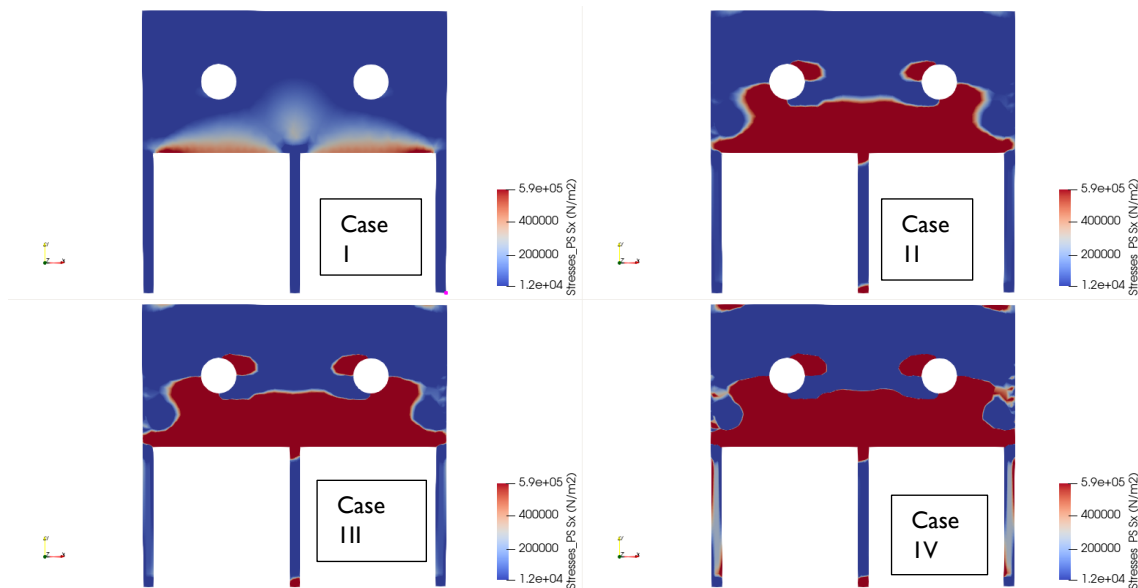 Case
I
5.9e+05
400000
200000
1.2e+04
Stresses_PS Sx (N/m2)
Case
II
5.9e+05
400000
200000
1.2e+04
Stresses_PS Sx (N/m2)
Case
III
5.9e+05
400000
200000
1.2e+04
Stresses_PS Sx (N/m2)
Case
IV
5.9e+05
400000
200000
1.2e+04
Stresses_PS Sx (N/m2)